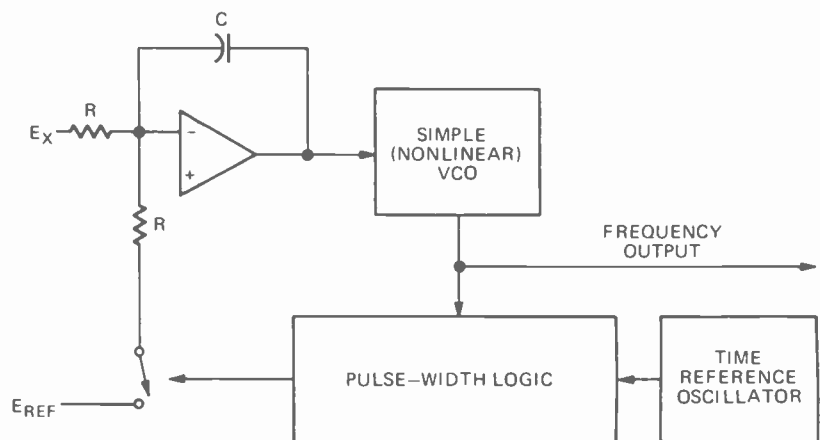 C
R
E_X
-
+
R
SIMPLE
(NONLINEAR)
VCO
FREQUENCY
OUTPUT
PULSE–WIDTH LOGIC
TIME
REFERENCE
OSCILLATOR
E_REF